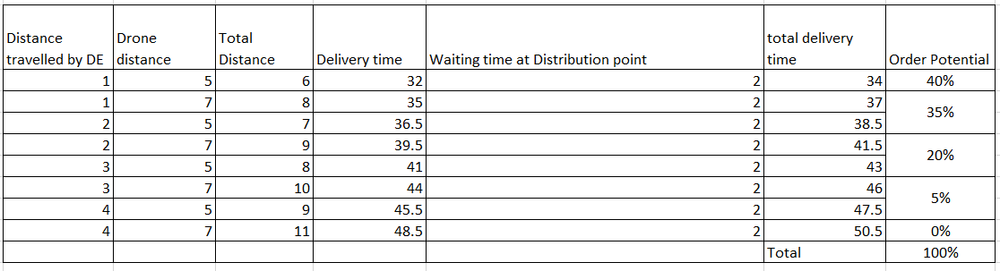 Distance travelled by DE Drone distance Total Distance Delivery time Waiting time at Distribution point total delivery time Order Potential
1 5 6 32 2 34 40%
1 7 8 35 2 37 35%
2 5 7 36.5 2 38.5
2 7 9 39.5 2 41.5 20%
3 5 8 41 2 43
3 7 10 44 2 46 5%
4 5 9 45.5 2 47.5
4 7 11 48.5 2 50.5 0%
Total 100%